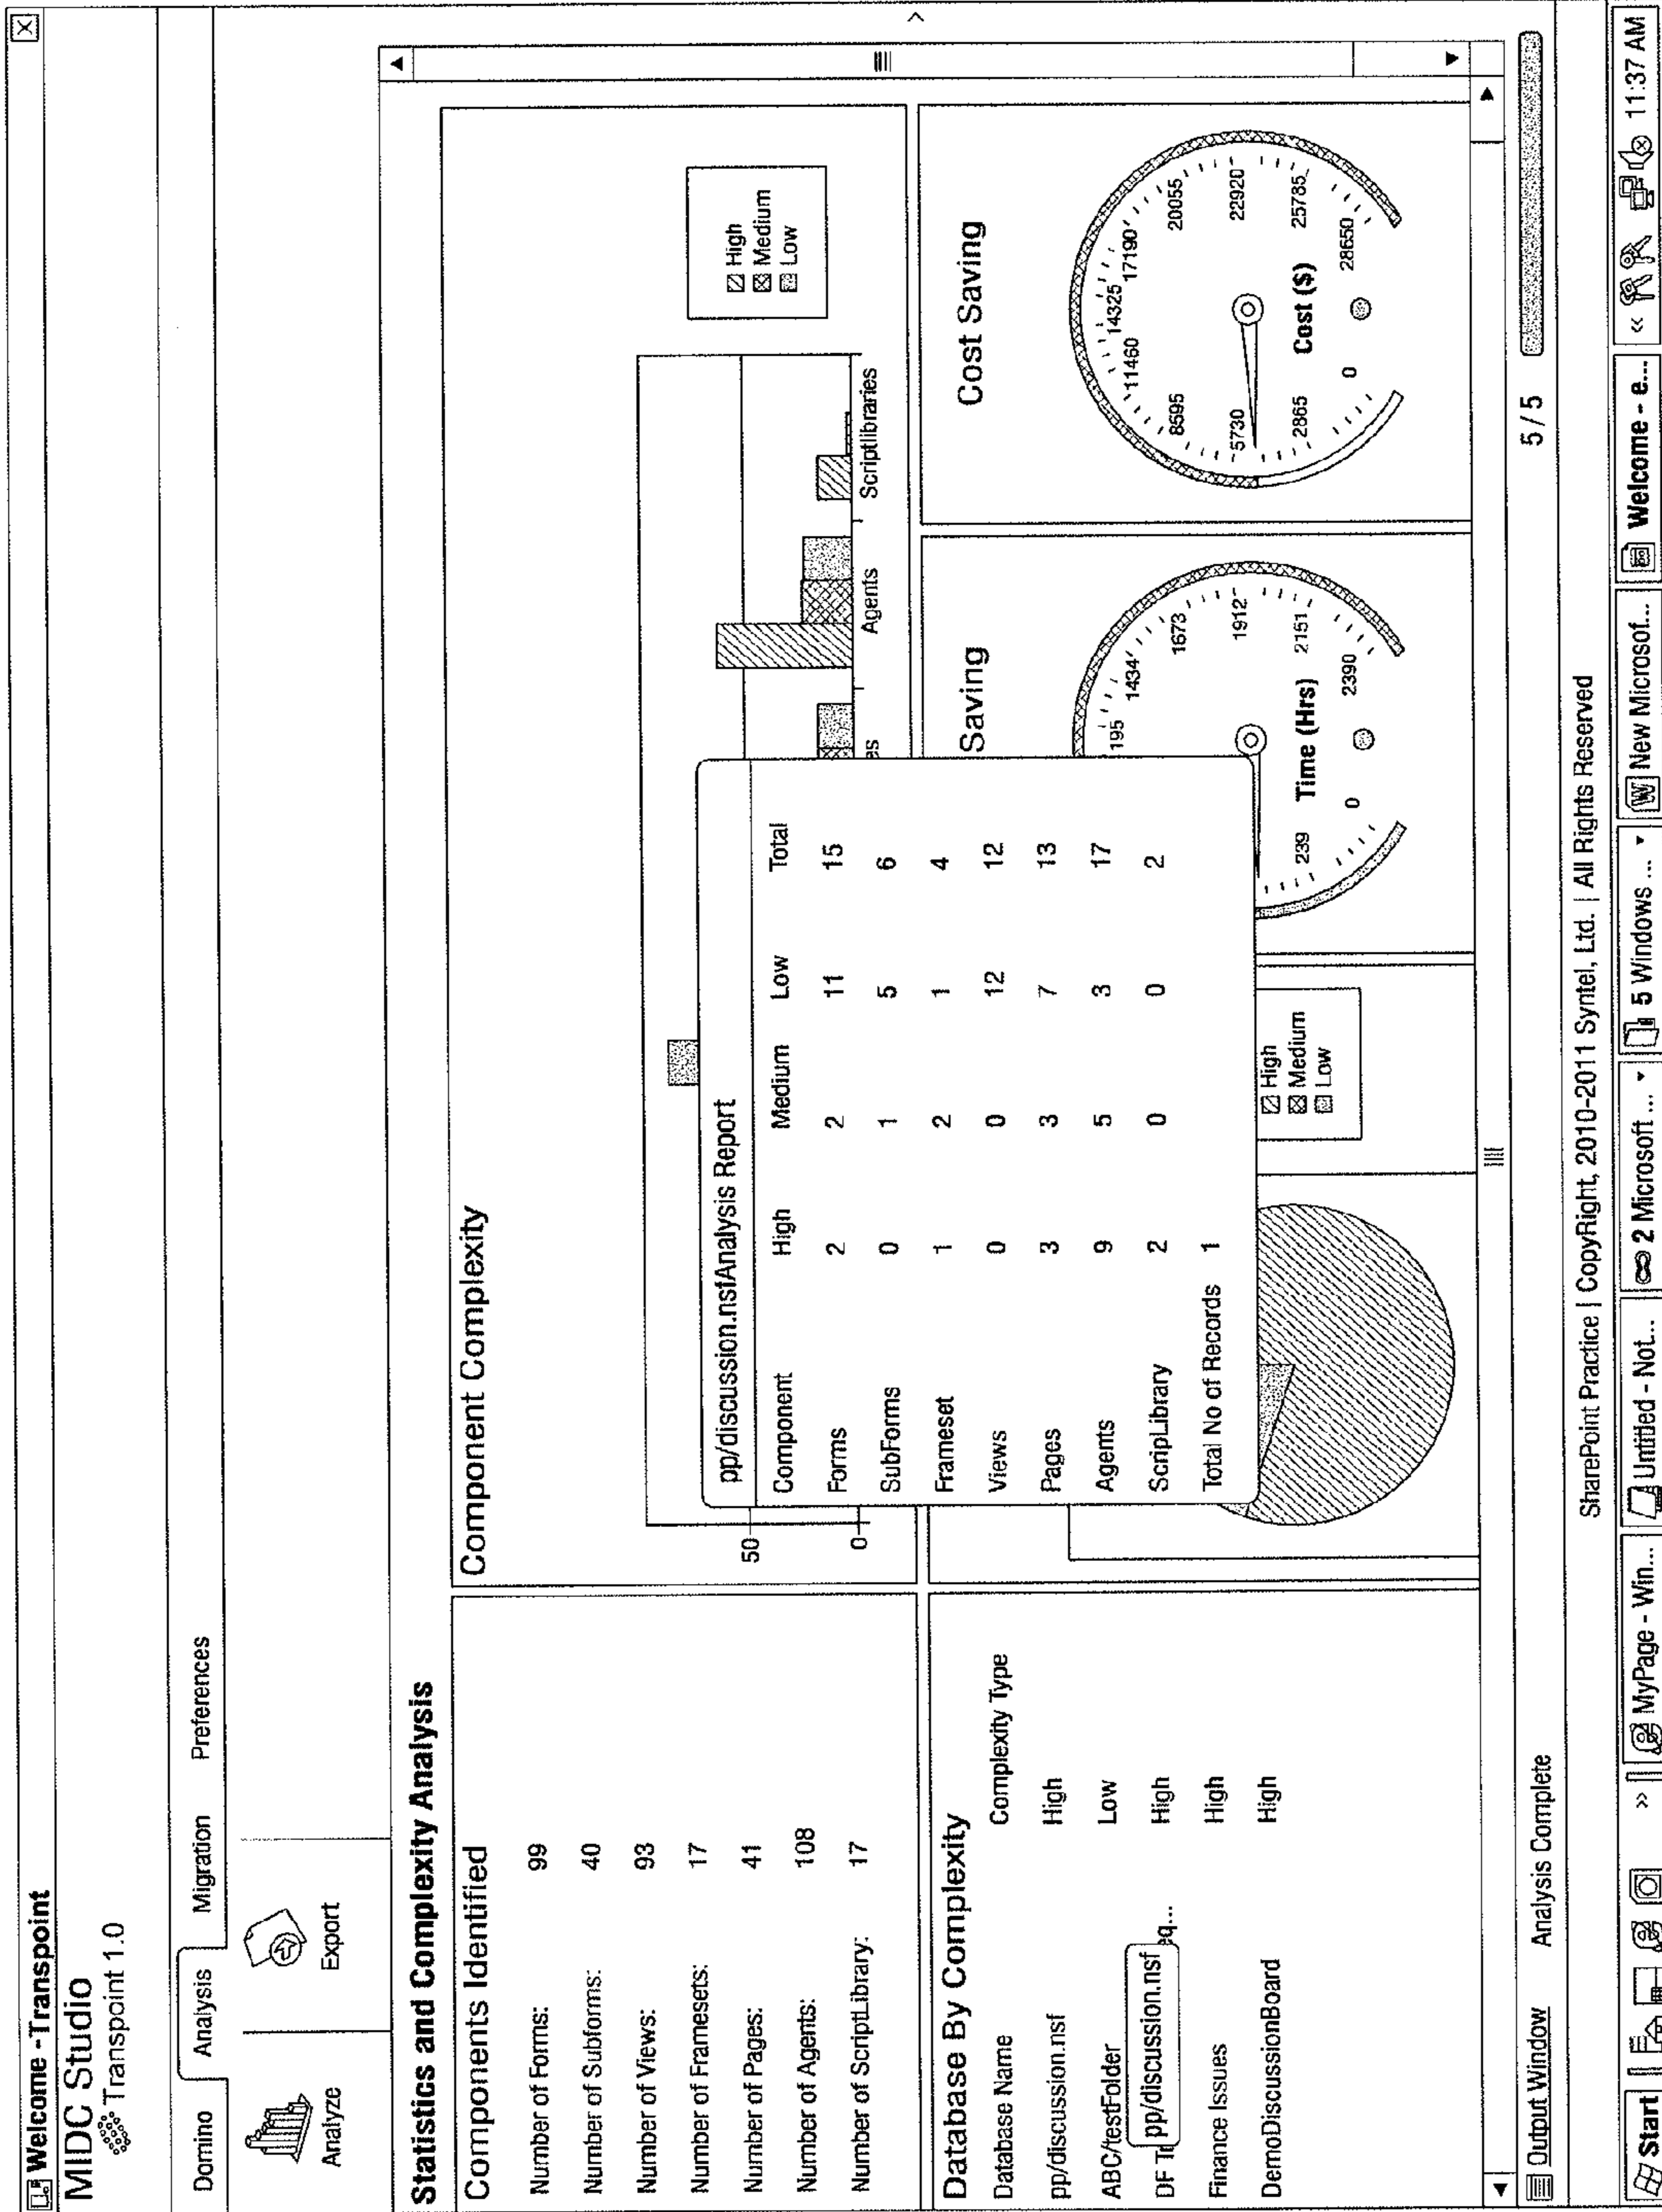 Welcome -Transpoint
MIDC Studio
Transpoint 1.0
Domino Analysis Migration Preferences
Analyze Export
Statistics and Complexity Analysis
Components Identified
Number of Forms: 99
Number of Subforms: 40
Number of Views: 93
Number of Framesets: 17
Number of Pages: 41
Number of Agents: 108
Number of ScriptLibrary: 17
Component Complexity
50
0
es Agents Scriptlibraries
High
Medium
Low
Database By Complexity
Database Name Complexity Type
pp/discussion.nsf High
ABC/testFolder Low
DF Tr eq... High
pp/discussion.nsf
Finance Issues High
DemoDiscussionBoard High
pp/discussion.nsfAnalysis Report
Component High Medium Low Total
Forms 2 2 11 15
SubForms 0 1 5 6
Frameset 1 2 1 4
Views 0 0 12 12
Pages 3 3 7 13
Agents 9 5 3 17
ScripLibrary 2 0 0 2
Total No of Records 1
High
Medium
Low
Saving
195 1434 1673 1912 2151 2390
239 0
Time (Hrs)
Cost Saving
0 2865 5730 8595 11460 14325 17190 20055 22920 25785 28650
Cost ($)
Output Window Analysis Complete 5 / 5
SharePoint Practice | CopyRight, 2010-2011 Syntel, Ltd. | All Rights Reserved
Start » MyPage - Win... Untitled - Not... 2 Microsoft ... 5 Windows ... New Microsof... Welcome - e... « 11:37 AM